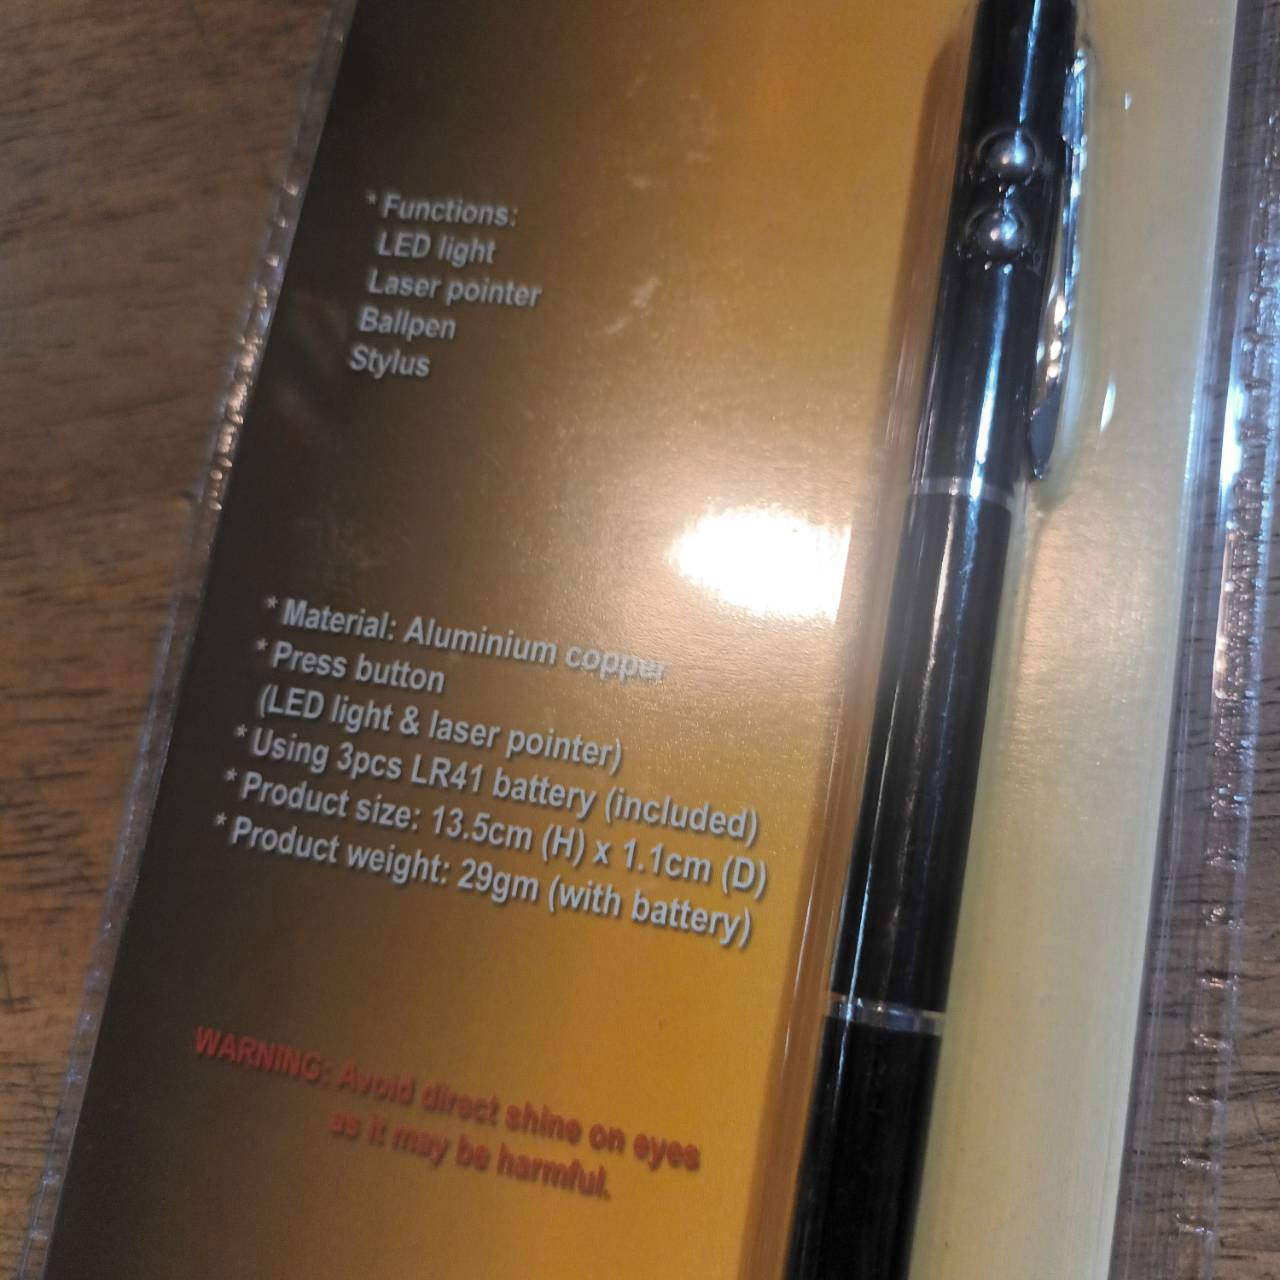 * Functions:
LED light
Laser pointer
Ballpen
Stylus
* Material: Aluminium copper
* Press button
(LED light & laser pointer)
* Using 3pcs LR41 battery (included)
* Product size: 13.5cm (H) x 1.1cm (D)
* Product weight: 29gm (with battery)
WARNING: Avoid direct shine on eyes
as it may be harmful.